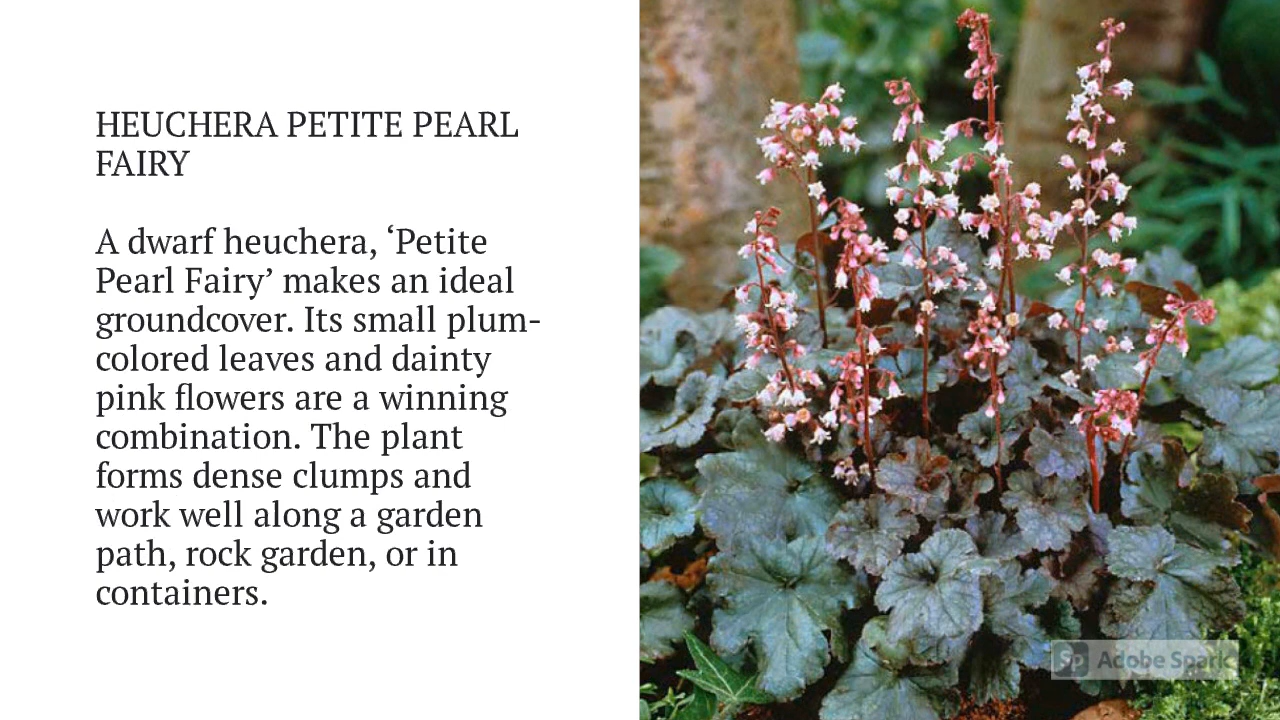 HEUCHERA PETITE PEARL
FAIRY
A dwarf heuchera, ‘Petite
Pearl Fairy’ makes an ideal
groundcover. Its small plum-
colored leaves and dainty
pink flowers are a winning
combination. The plant
forms dense clumps and
work well along a garden
path, rock garden, or in
containers.
Sp Adobe Spark